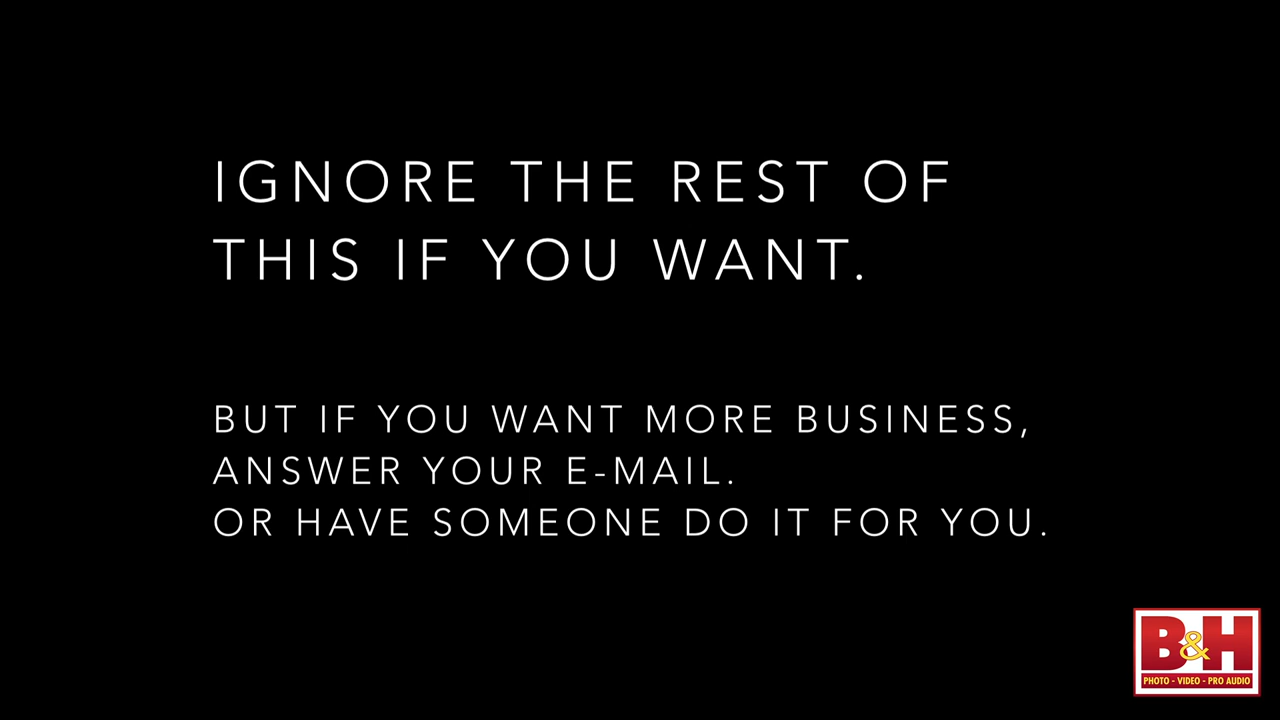 IGNORE THE REST OF
THIS IF YOU WANT.
BUT IF YOU WANT MORE BUSINESS,
ANSWER YOUR E-MAIL.
OR HAVE SOMEONE DO IT FOR YOU.
B&H
PHOTO - VIDEO - PRO AUDIO